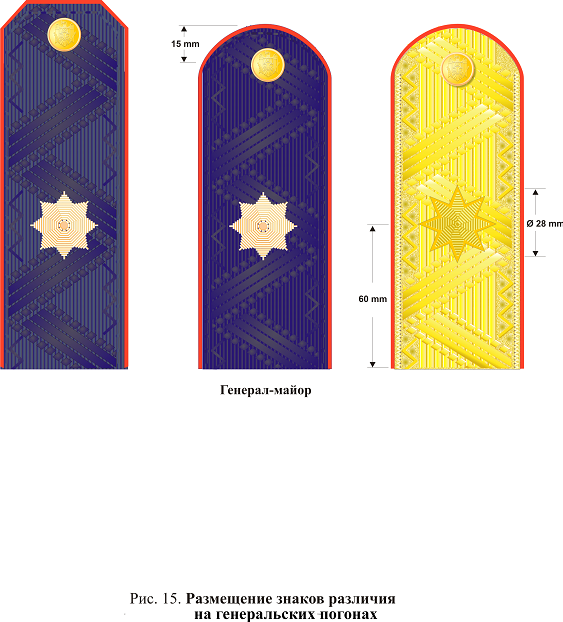 15 mm
Ø 28 mm
60 mm
Генерал-майор
Рис. 15. Размещение знаков различия
на генеральских погонах